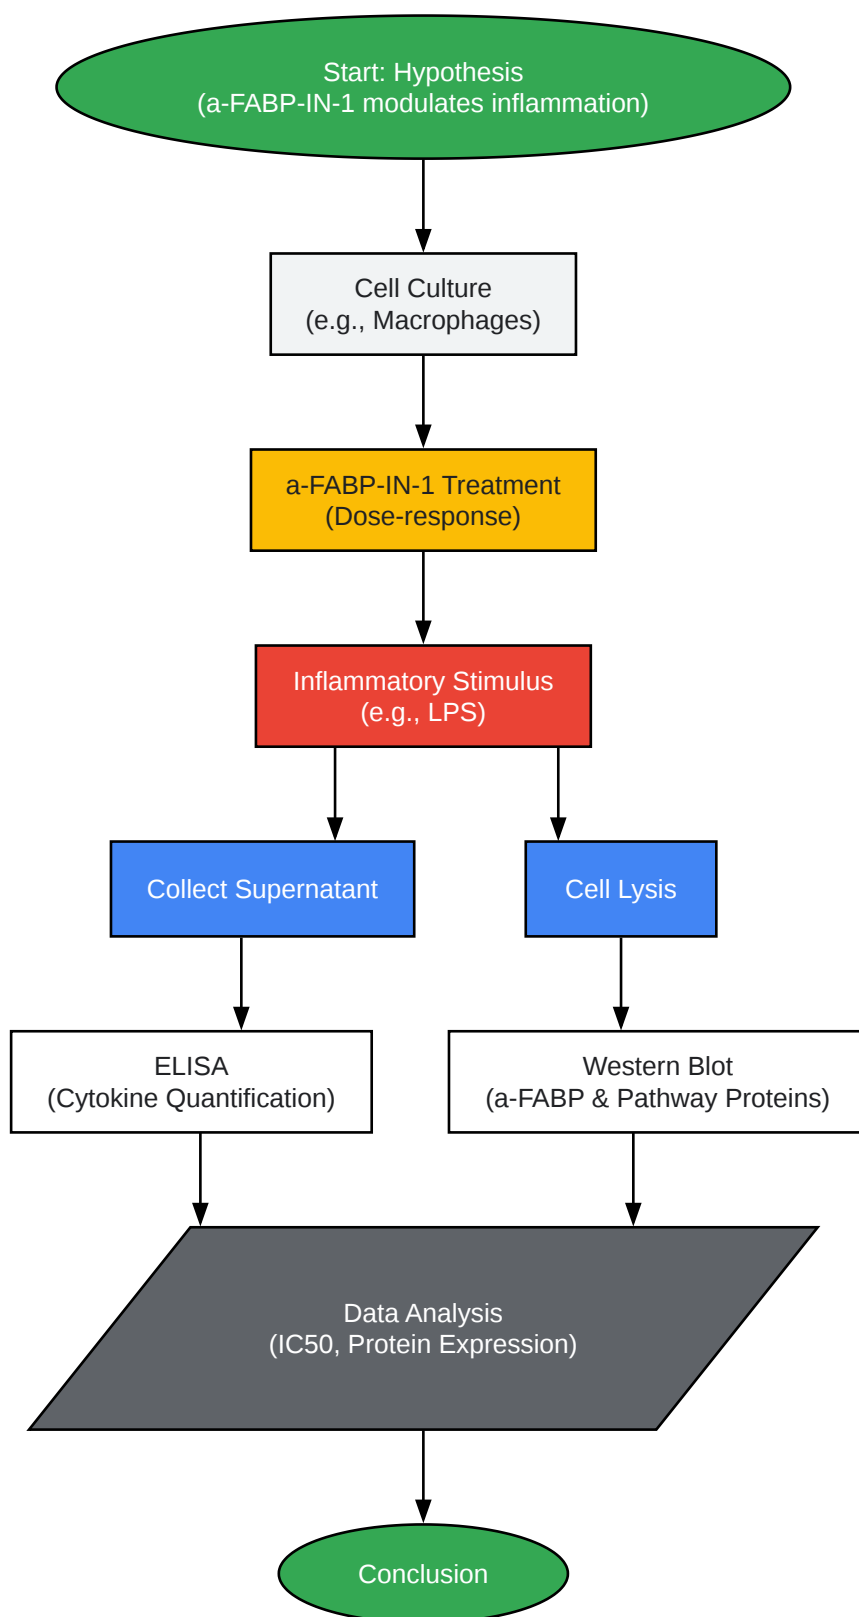 Start: Hypothesis
(a-FABP-IN-1 modulates inflammation)
Cell Culture
(e.g., Macrophages)
a-FABP-IN-1 Treatment
(Dose-response)
Inflammatory Stimulus
(e.g., LPS)
Collect Supernatant
Cell Lysis
ELISA
(Cytokine Quantification)
Western Blot
(a-FABP & Pathway Proteins)
Data Analysis
(IC50, Protein Expression)
Conclusion